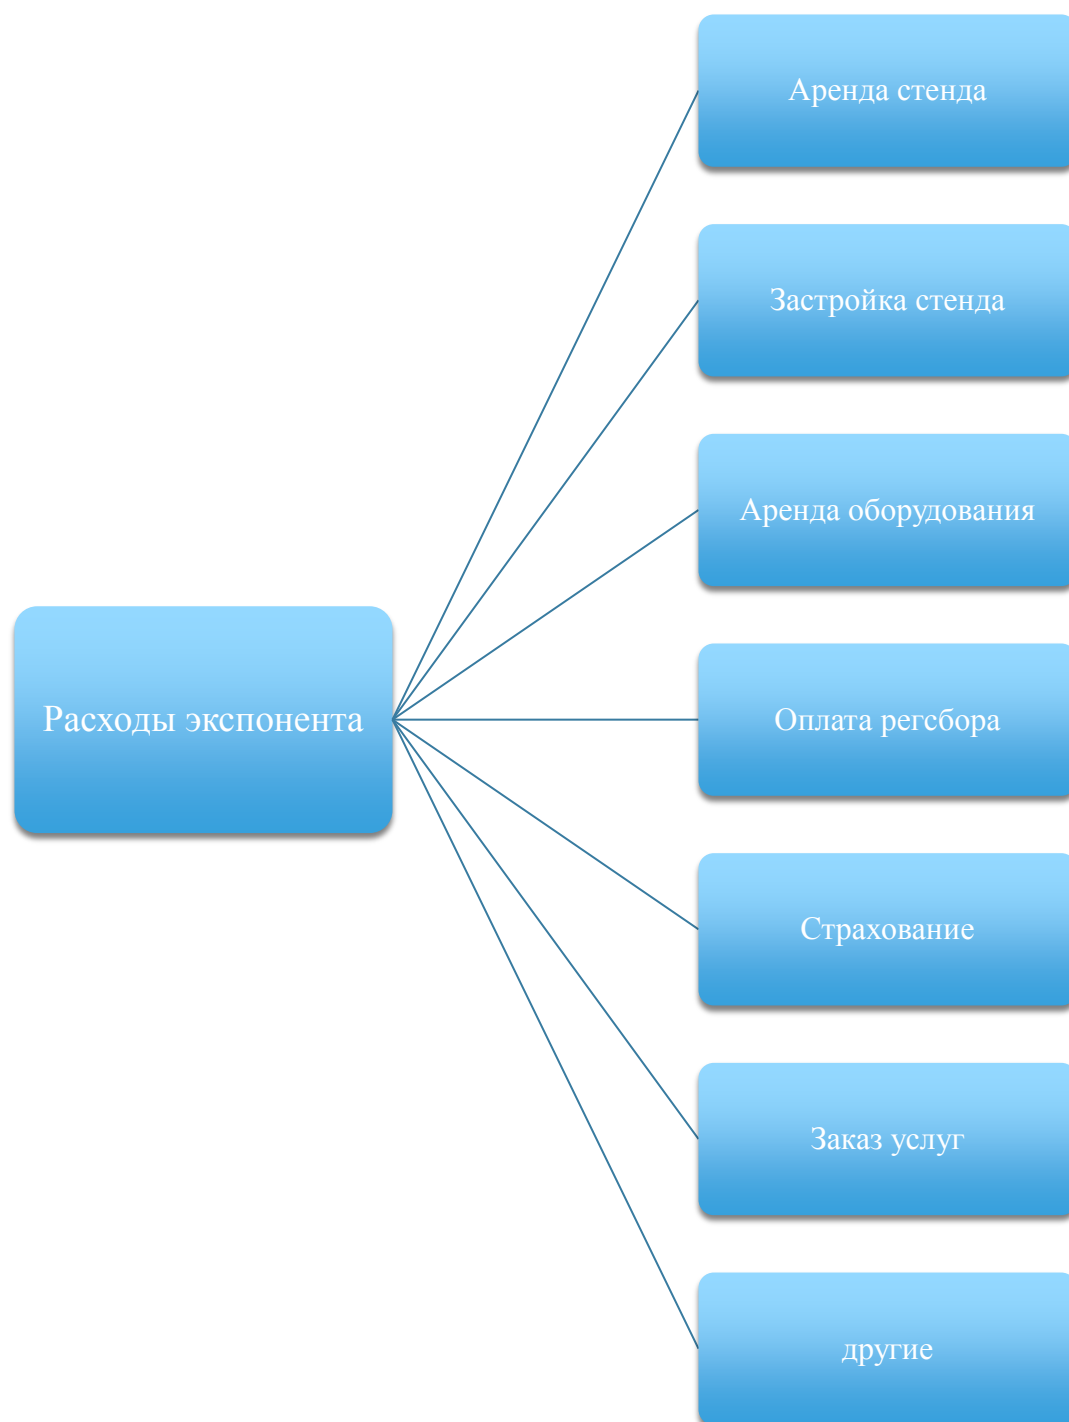 Аренда стенда
Застройка стенда
Аренда оборудования
Расходы экспонента
Оплата регсбора
Страхование
Заказ услуг
другие